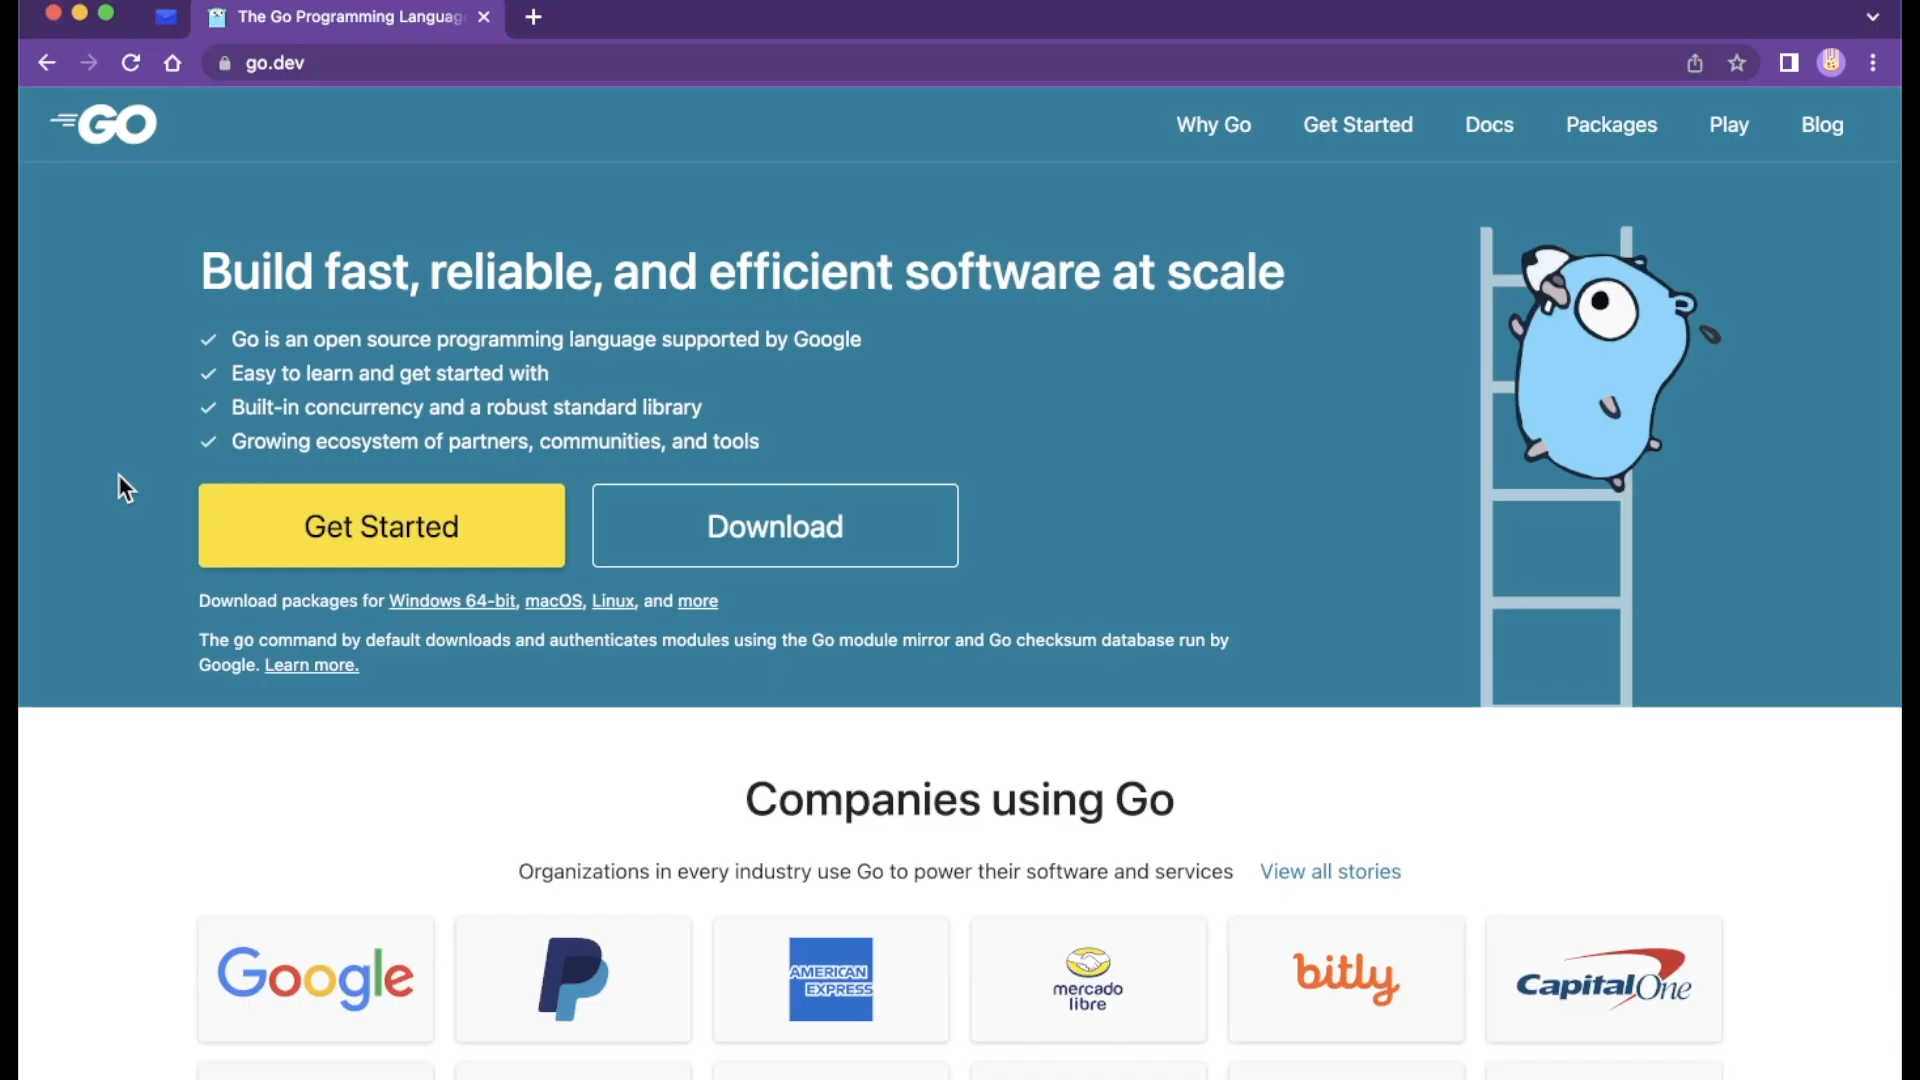 The Go Programming Languag
go.dev
GO
Why Go
Get Started
Docs
Packages
Play
Blog
Build fast, reliable, and efficient software at scale
Go is an open source programming language supported by Google
Easy to learn and get started with
Built-in concurrency and a robust standard library
Growing ecosystem of partners, communities, and tools
Get Started
Download
Download packages for Windows 64-bit, macOS, Linux, and more
The go command by default downloads and authenticates modules using the Go module mirror and Go checksum database run by
Google. Learn more.
Companies using Go
Organizations in every industry use Go to power their software and services View all stories
Google
AMERICAN
EXPRESS
mercado
libre
bitly
Capital One